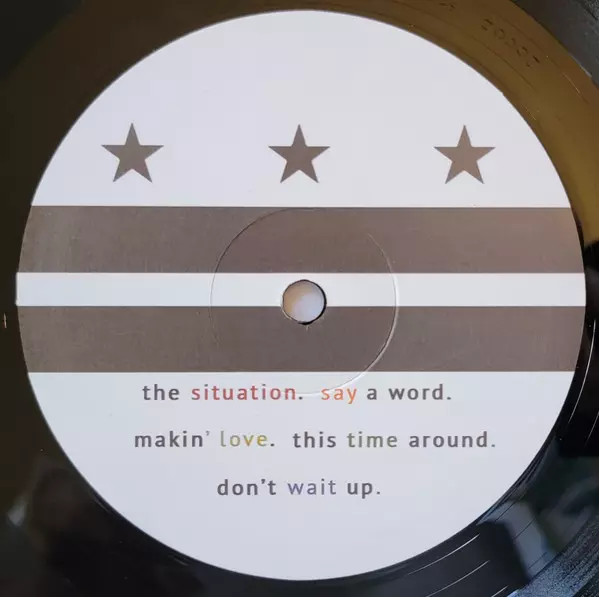 the situation. say a word.
makin' love. this time around.
don't wait up.